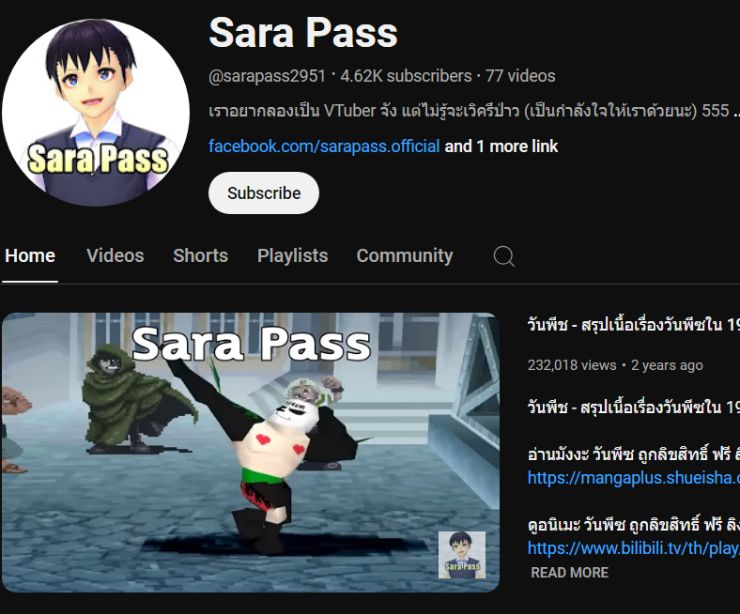 Sara Pass
@sarapass2951 · 4.62K subscribers · 77 videos
เราอยากลองเป็น VTuber จัง แต่ไม่รู้จะเวิครึป่าว (เป็นกำลังใจให้เราด้วยนะ) 555 ...
facebook.com/sarapass.official and 1 more link
Sara Pass
Subscribe
Home Videos Shorts Playlists Community
Sara Pass
วันพีช - สรุปเนื้อเรื่องวันพีซใน 19
232,018 views · 2 years ago
วันพีช - สรุปเนื้อเรื่องวันพีซใน 19
อ่านมังงะ วันพีซ ถูกลิขสิทธิ์ ฟรี
https://mangaplus.shueisha.
ดูอนิเมะ วันพีซ ถูกลิขสิทธิ์ ฟรี
https://www.bilibili.tv/th/play
Sara Pass
READ MORE